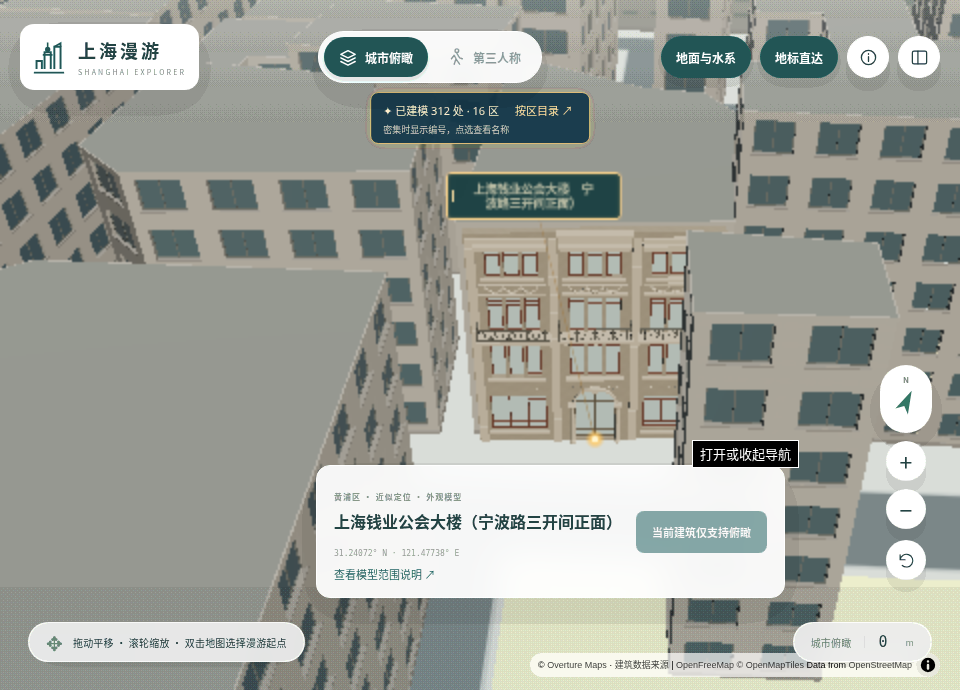 上海漫游
SHANGHAI EXPLORER
城市俯瞰
第三人称
地面与水系
地标直达
✦ 已建模 312 处 · 16 区 按区目录 ↗
密集时显示编号，点选查看名称
上海钱业公会大楼（宁
波路三开间正面）
N
打开或收起导航
黄浦区 · 近似定位 · 外观模型
上海钱业公会大楼（宁波路三开间正面）
当前建筑仅支持俯瞰
31.24072° N · 121.47738° E
查看模型范围说明 ↗
拖动平移 · 滚轮缩放 · 双击地图选择漫游起点
城市俯瞰 0 m
© Overture Maps · 建筑数据来源 | OpenFreeMap © OpenMapTiles Data from OpenStreetMap